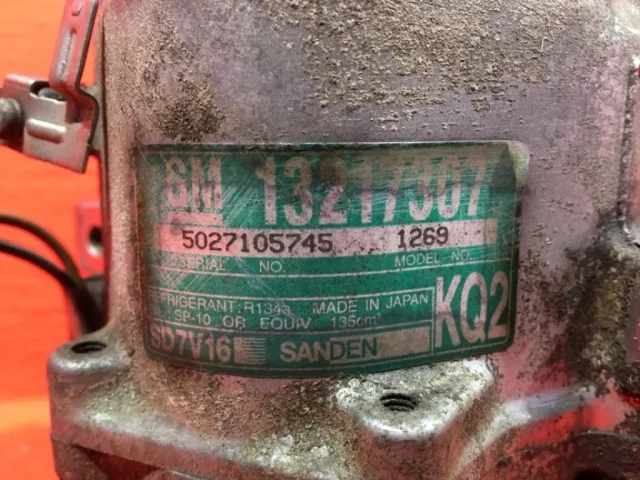 GM 13217307
5027105745 1269
SERIAL NO. MODEL NO.
REFRIGERANT: R134a MADE IN JAPAN
SP-10 OR EQUIV 135cm³
KQ2
SD7V16 SANDEN